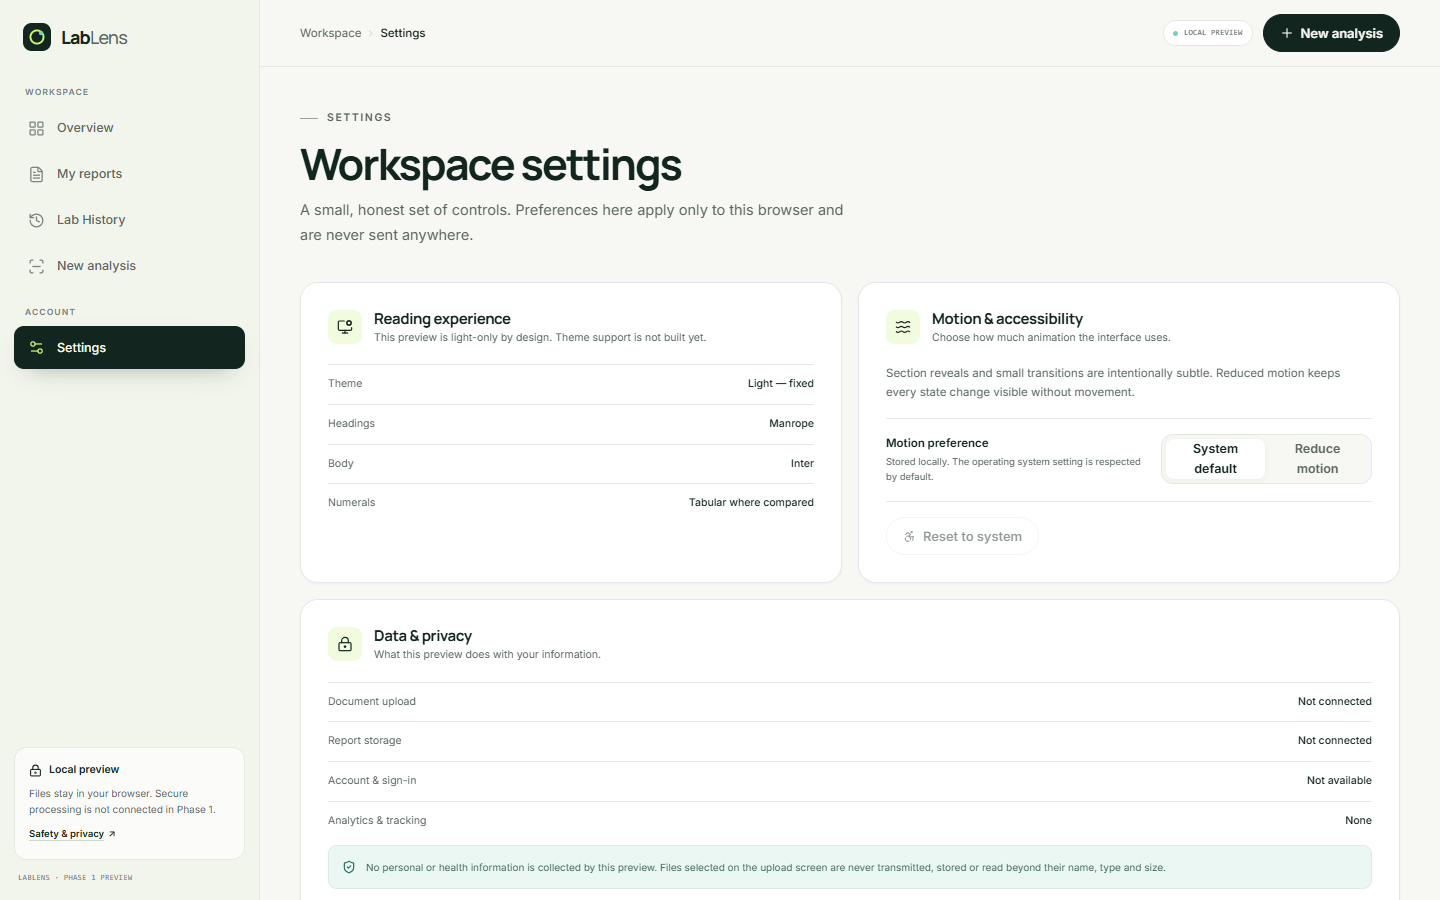 LabLens
WORKSPACE
Overview
My reports
Lab History
New analysis
ACCOUNT
Settings
Local preview
Files stay in your browser. Secure
processing is not connected in Phase 1.
Safety & privacy
LABLENS · PHASE 1 PREVIEW
Workspace
Settings
LOCAL PREVIEW
New analysis
SETTINGS
Workspace settings
A small, honest set of controls. Preferences here apply only to this browser and
are never sent anywhere.
Reading experience
This preview is light-only by design. Theme support is not built yet.
Theme
Light — fixed
Headings
Manrope
Body
Inter
Numerals
Tabular where compared
Motion & accessibility
Choose how much animation the interface uses.
Section reveals and small transitions are intentionally subtle. Reduced motion keeps
every state change visible without movement.
Motion preference
Stored locally. The operating system setting is respected
by default.
System
default
Reduce
motion
Reset to system
Data & privacy
What this preview does with your information.
Document upload
Not connected
Report storage
Not connected
Account & sign-in
Not available
Analytics & tracking
None
No personal or health information is collected by this preview. Files selected on the upload screen are never transmitted, stored or read beyond their name, type and size.